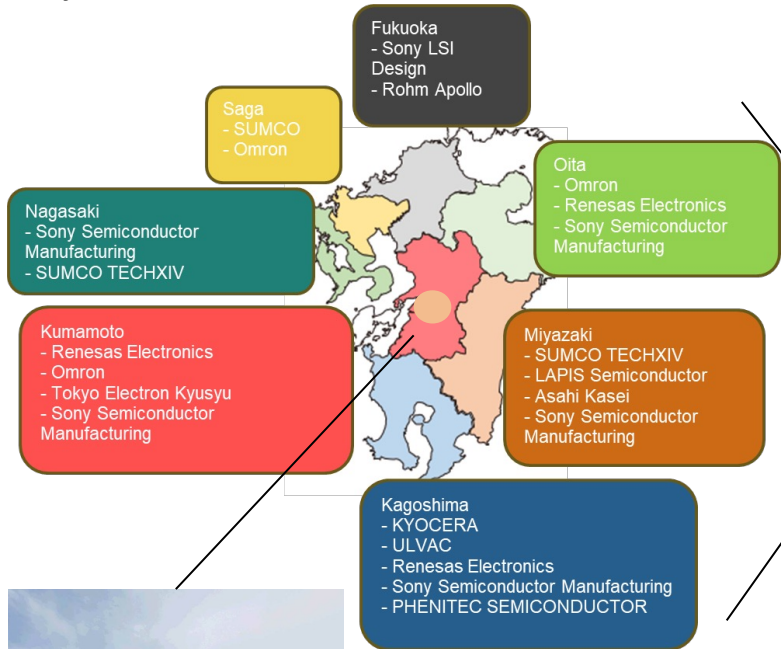 Fukuoka
- Sony LSI
Design
- Rohm Apollo
Saga
- SUMCO
- Omron
Oita
- Omron
- Renesas Electronics
- Sony Semiconductor
Manufacturing
Nagasaki
- Sony Semiconductor
Manufacturing
- SUMCO TECHXIV
Kumamoto
- Renesas Electronics
- Omron
- Tokyo Electron Kyusyu
- Sony Semiconductor
Manufacturing
Miyazaki
- SUMCO TECHXIV
- LAPIS Semiconductor
- Asahi Kasei
- Sony Semiconductor
Manufacturing
Kagoshima
- KYOCERA
- ULVAC
- Renesas Electronics
- Sony Semiconductor Manufacturing
- PHENITEC SEMICONDUCTOR